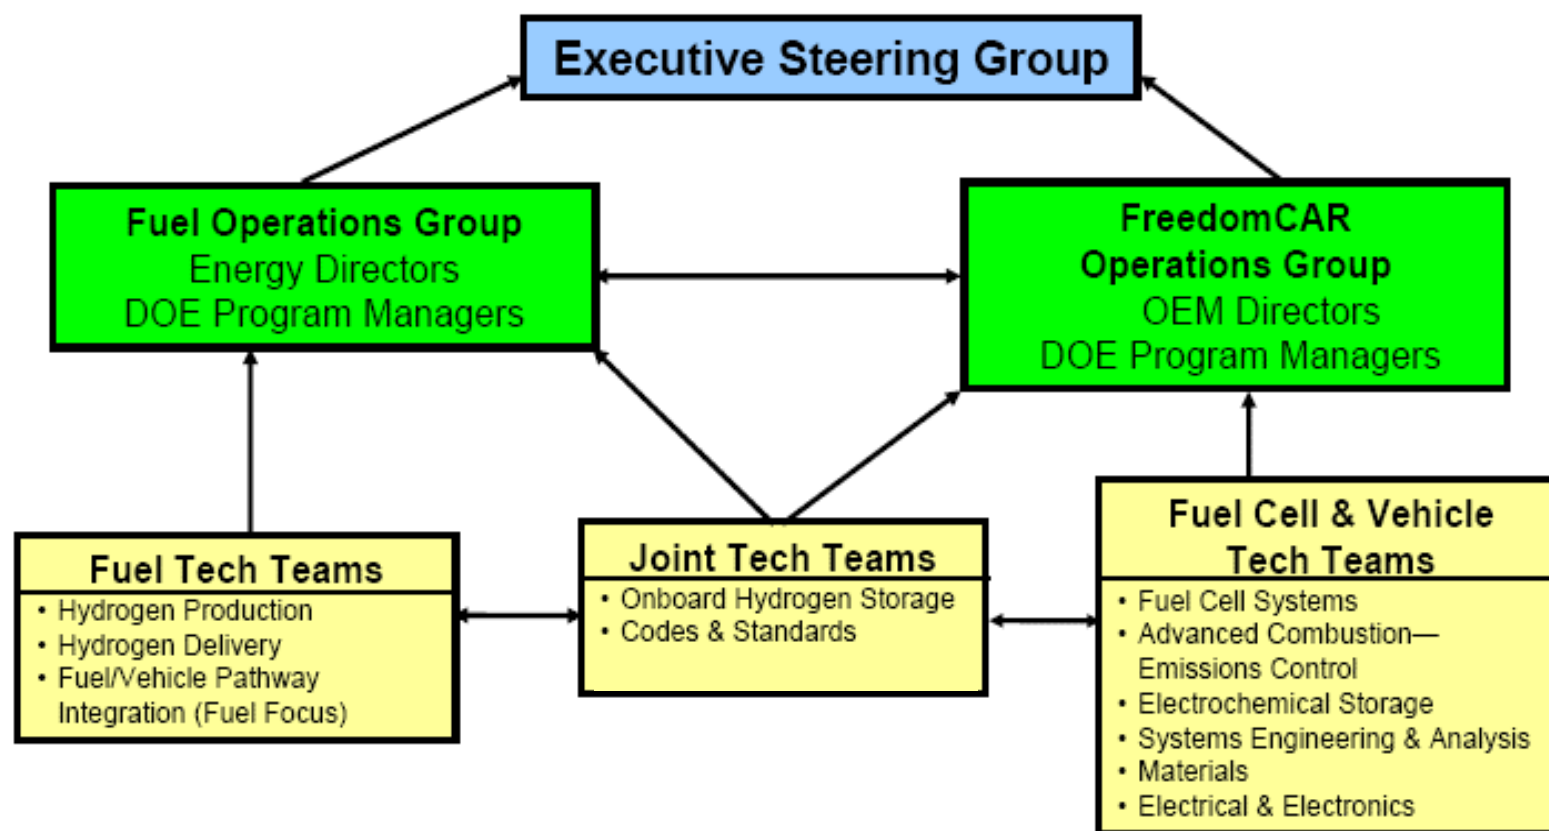 Executive Steering Group
Fuel Operations Group
Energy Directors
DOE Program Managers
FreedomCAR
Operations Group
OEM Directors
DOE Program Managers
Fuel Tech Teams
• Hydrogen Production
• Hydrogen Delivery
• Fuel/Vehicle Pathway
Integration (Fuel Focus)
Joint Tech Teams
• Onboard Hydrogen Storage
• Codes & Standards
Fuel Cell & Vehicle
Tech Teams
• Fuel Cell Systems
• Advanced Combustion—
Emissions Control
• Electrochemical Storage
• Systems Engineering & Analysis
• Materials
• Electrical & Electronics